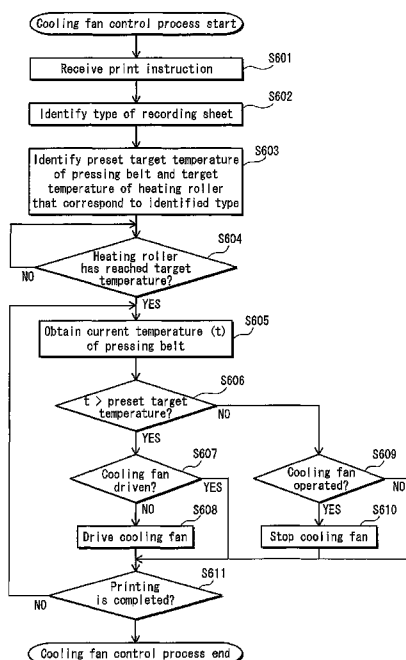 Cooling fan control process start
S601
Receive print instruction
S602
Identify type of recording sheet
S603
Identify preset target temperature
of pressing belt and target
temperature of heating roller
that correspond to identified type
S604
Heating roller
has reached target
temperature?
NO
YES
S605
Obtain current temperature (t)
of pressing belt
S606
t > preset target
temperature?
NO
YES
S607
Cooling fan
driven?
YES
NO
S609
Cooling fan
operated?
NO
YES
S608
Drive cooling fan
S610
Stop cooling fan
S611
Printing
is completed?
NO
YES
Cooling fan control process end